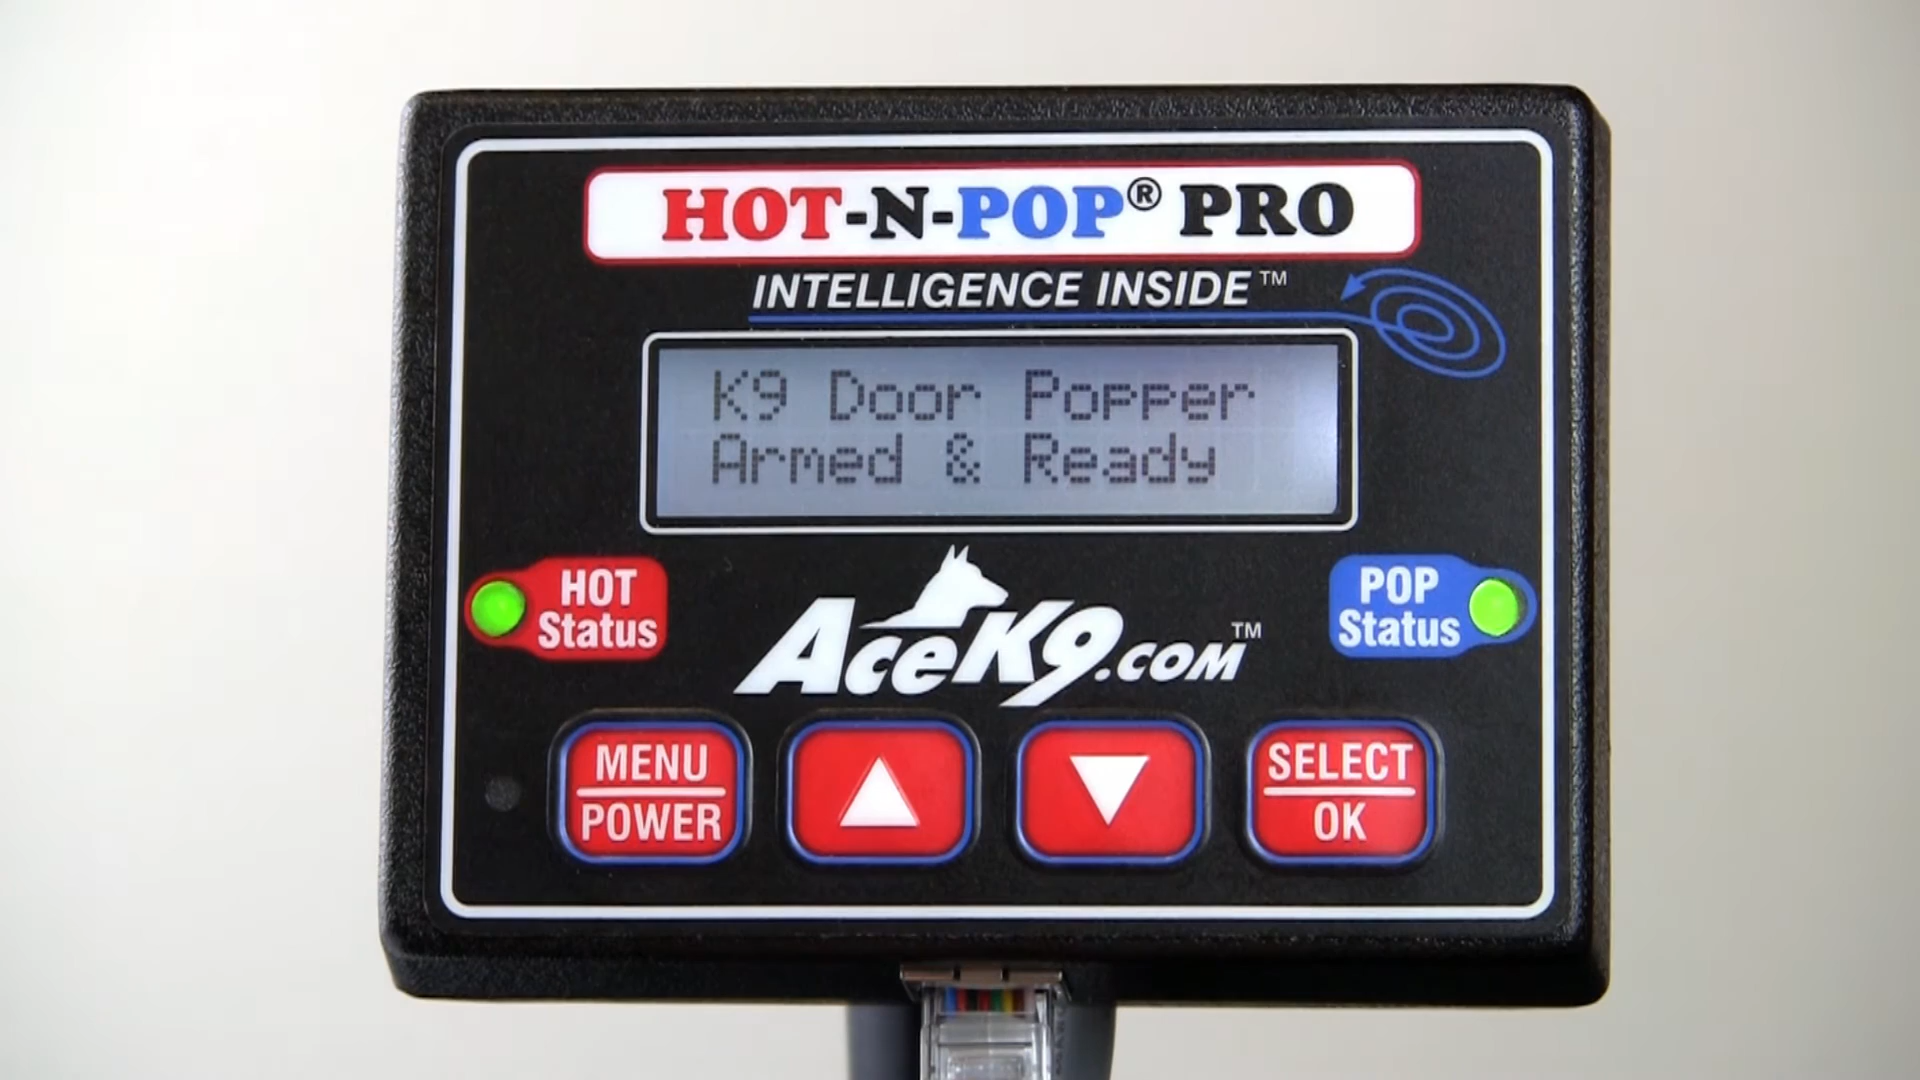 HOT-N-POP® PRO
INTELLIGENCE INSIDE™
K9 Door Popper
Armed & Ready
HOT
Status
POP
Status
AceK9.com™
MENU
POWER
SELECT
OK